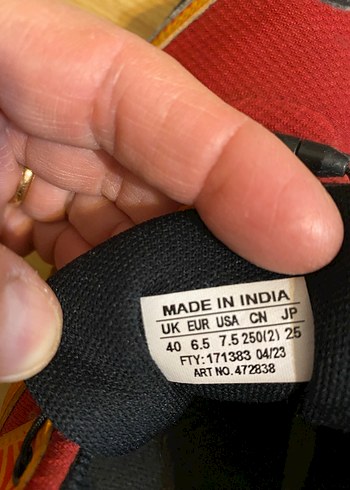 MADE IN INDIA
UK EUR USA CN JP
40 6.5 7.5 250(2) 25
FTY: 171383 04/23
ART NO. 472838